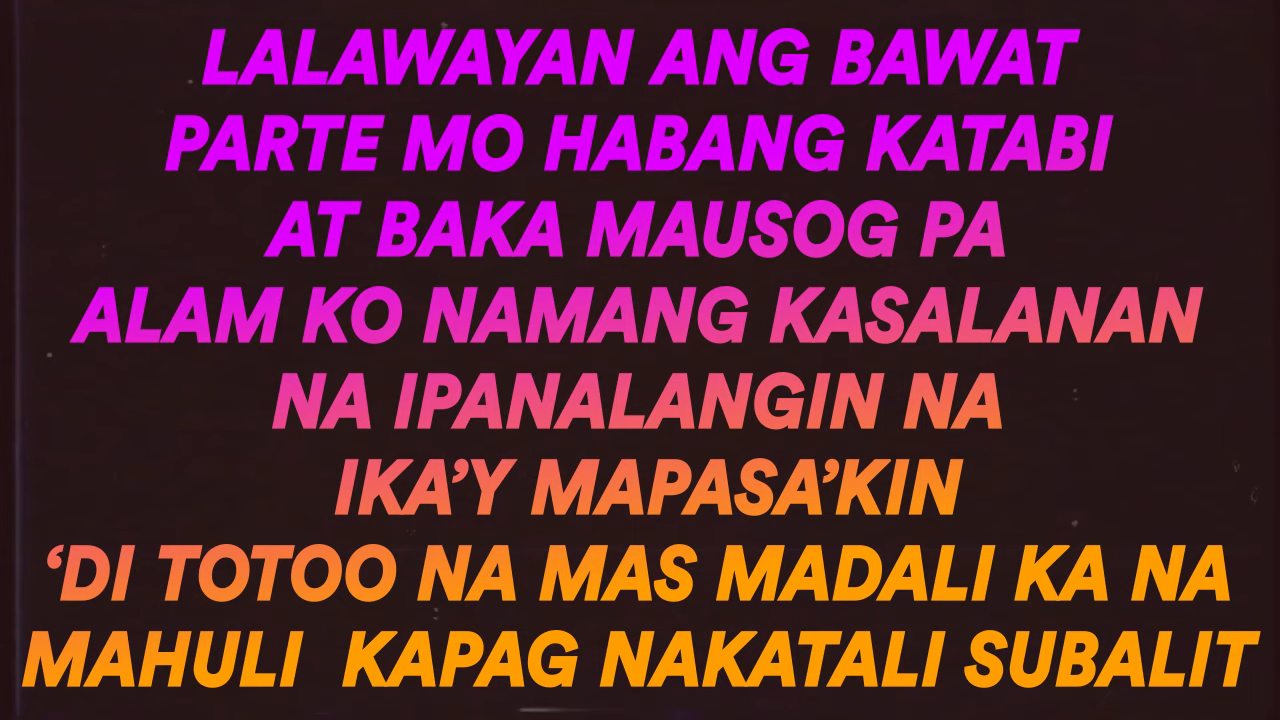 LALAWAYAN ANG BAWAT
PARTE MO HABANG KATABI
AT BAKA MAUSOG PA
ALAM KO NAMANG KASALANAN
NA IPANALANGIN NA
IKA’Y MAPASA’KIN
‘DI TOTOO NA MAS MADALI KA NA
MAHULI  KAPAG NAKATALI SUBALIT